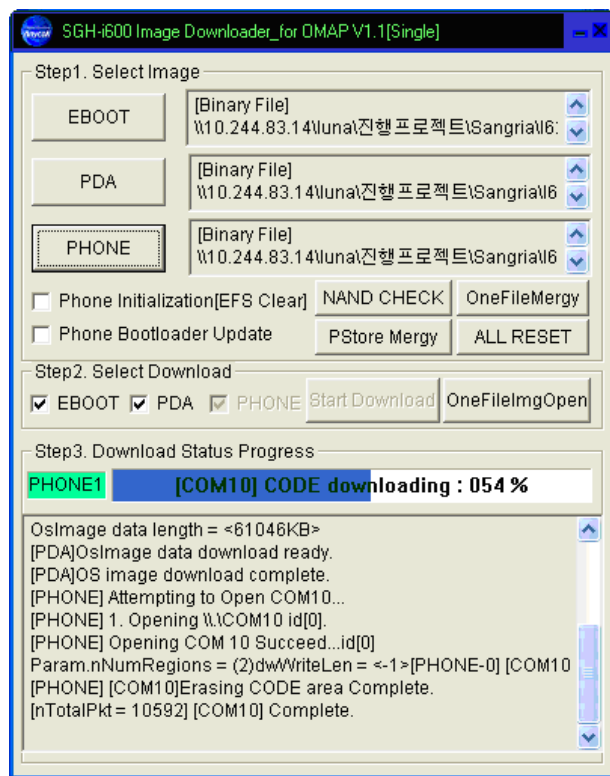 Anycall SGH-i600 Image Downloader_for OMAP V1.1[Single]
Step1. Select Image
EBOOT
[Binary File]
\\10.244.83.14\luna\진행프로젝트\Sangria\I6:
PDA
[Binary File]
\\10.244.83.14\luna\진행프로젝트\Sangria\I6
PHONE
[Binary File]
\\10.244.83.14\luna\진행프로젝트\Sangria\I6
Phone Initialization[EFS Clear] NAND CHECK OneFileMergy
Phone Bootloader Update PStore Mergy ALL RESET
Step2. Select Download
EBOOT PDA PHONE Start Download OneFileImgOpen
Step3. Download Status Progress
PHONE1 [COM10] CODE downloading : 054 %
OsImage data length = <61046KB>
[PDA]OsImage data download ready.
[PDA]OS image download complete.
[PHONE] Attempting to Open COM10...
[PHONE] 1. Opening \\.\COM10 id[0].
[PHONE] Opening COM 10 Succeed...id[0]
Param.nNumRegions = (2)dwWriteLen = <-1>[PHONE-0] [COM10
[PHONE] [COM10]Erasing CODE area Complete.
[nTotalPkt = 10592] [COM10] Complete.